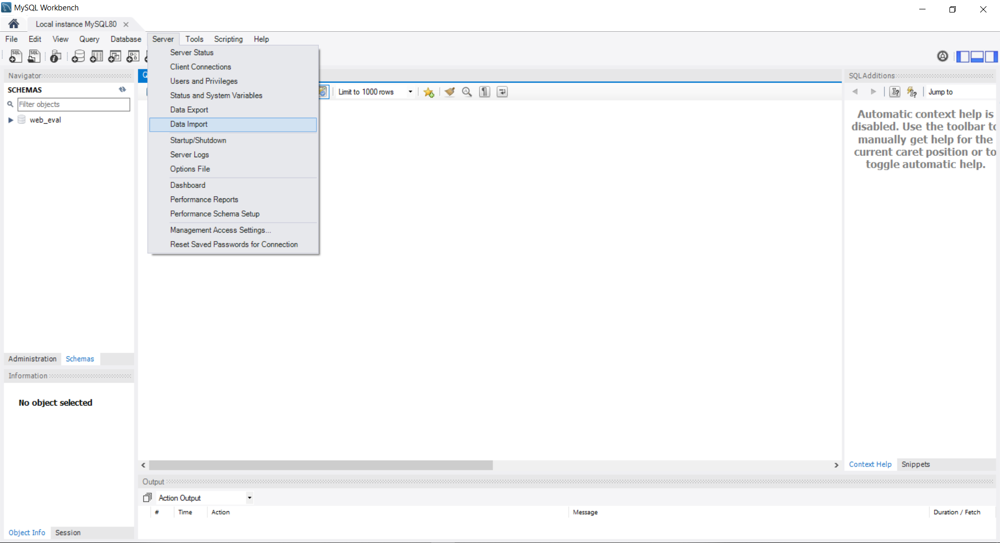 MySQL Workbench
Local instance MySQL80
File Edit View Query Database Server Tools Scripting Help
Server Status
Client Connections
Users and Privileges
Status and System Variables
Data Export
Data Import
Startup/Shutdown
Server Logs
Options File
Dashboard
Performance Reports
Performance Schema Setup
Management Access Settings...
Reset Saved Passwords for Connection
SQL SQL
Navigator
SCHEMAS
Filter objects
web_eval
Administration Schemas
Information
No object selected
Object Info Session
Limit to 1000 rows
SQLAdditions
Jump to
Automatic context help is
disabled. Use the toolbar to
manually get help for the
current caret position or to
toggle automatic help.
Context Help Snippets
Output
Action Output
# Time Action Message Duration / Fetch